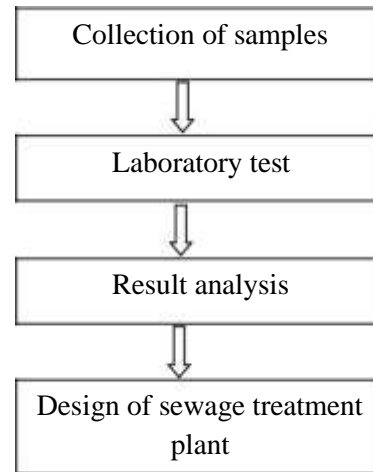 Collection of samples
Laboratory test
Result analysis
Design of sewage treatment
plant